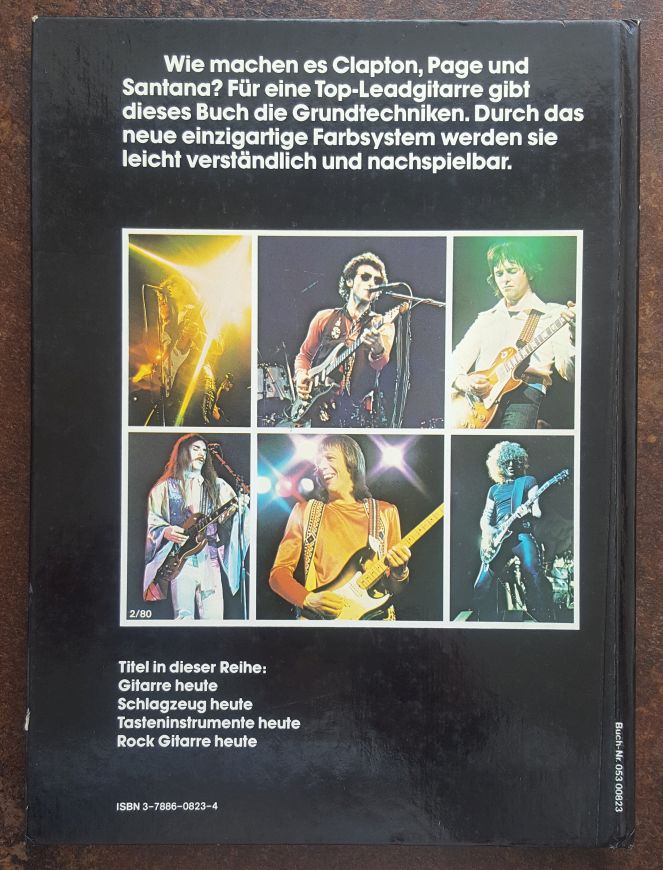 Wie machen es Clapton, Page und
Santana? Für eine Top-Leadgitarre gibt
dieses Buch die Grundtechniken. Durch das
neue einzigartige Farbsystem werden sie
leicht verständlich und nachspielbar.
2/80
Titel in dieser Reihe:
Gitarre heute
Schlagzeug heute
Tasteninstrumente heute
Rock Gitarre heute
ISBN 3-7886-0823-4
Buch-Nr. 053 00823